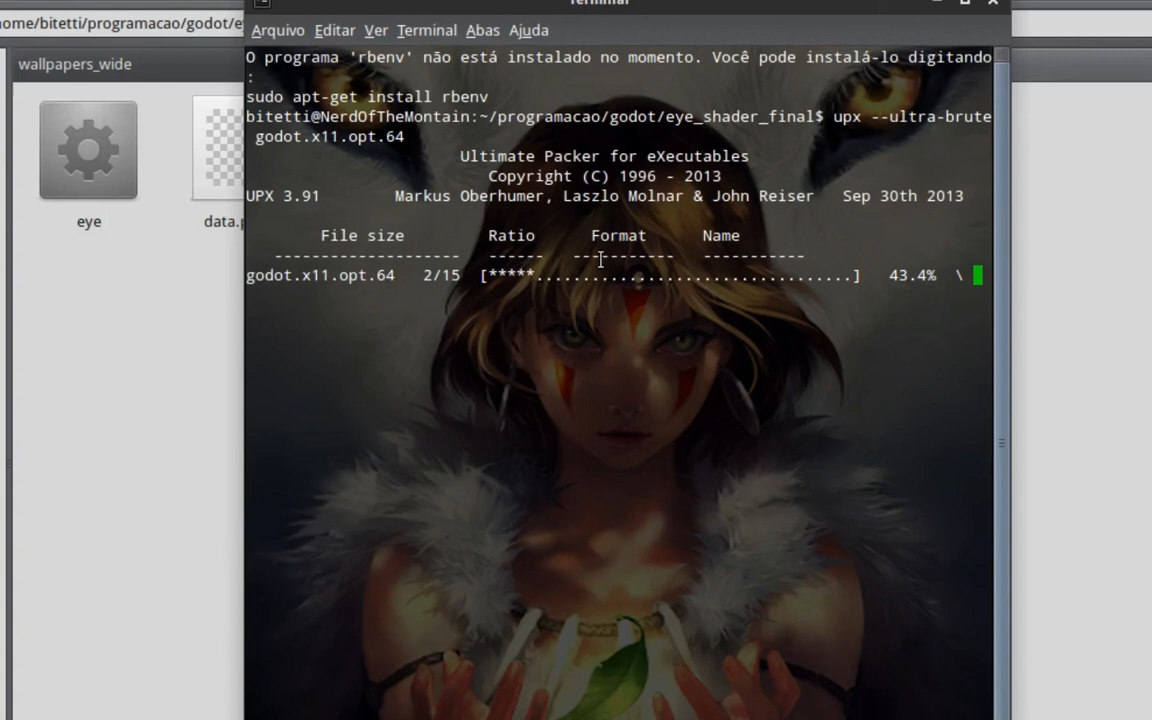 ome/bitetti/programacao/godot/ey
Terminal
Arquivo Editar Ver Terminal Abas Ajuda
wallpapers_wide
eye
data.p
O programa 'rbenv' não está instalado no momento. Você pode instalá-lo digitando
:
sudo apt-get install rbenv
bitetti@NerdOfTheMontain:~/programacao/godot/eye_shader_final$ upx --ultra-brute
godot.x11.opt.64
Ultimate Packer for eXecutables
Copyright (C) 1996 - 2013
UPX 3.91 Markus Oberhumer, Laszlo Molnar & John Reiser Sep 30th 2013
File size Ratio Format Name
-------------------- ------ ----------- -----------
godot.x11.opt.64 2/15 [*****..................................] 43.4% \